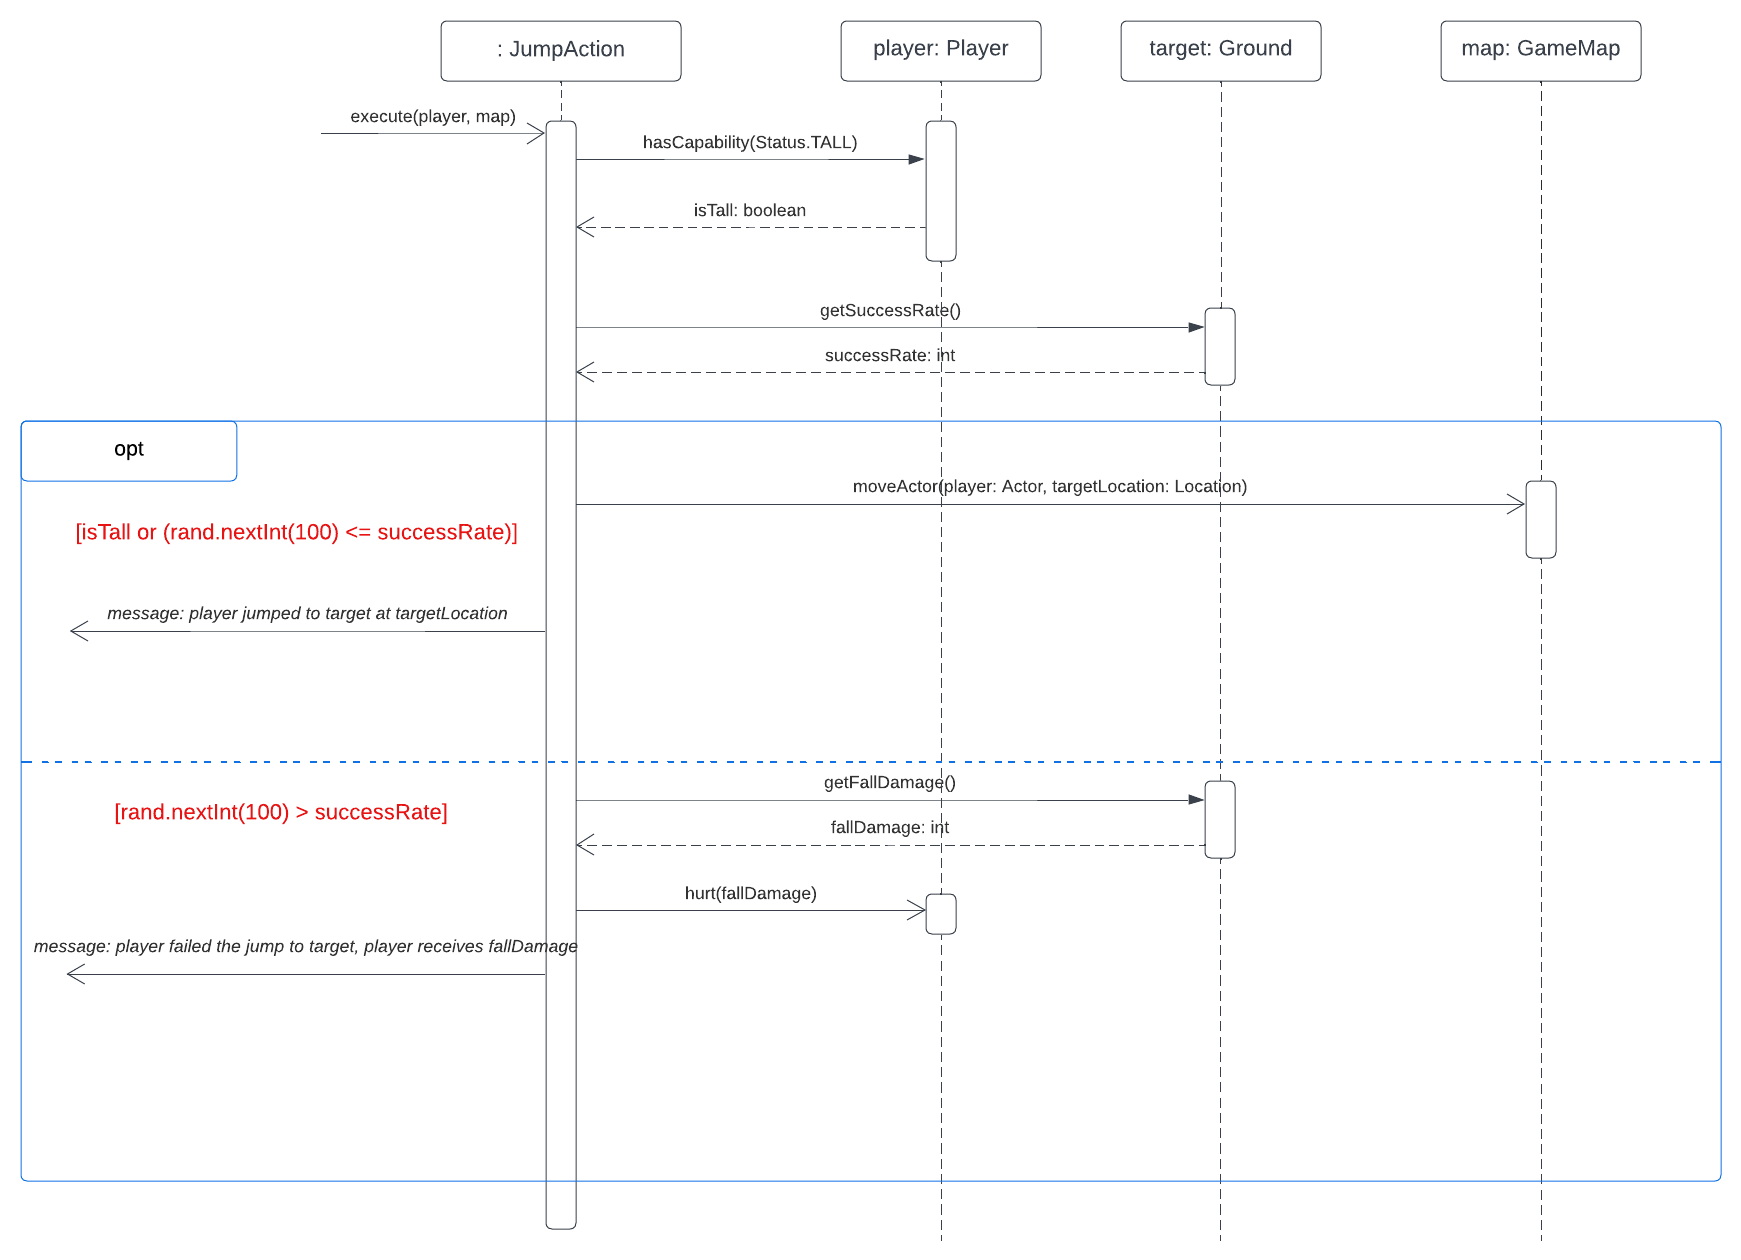 : JumpAction
player: Player
target: Ground
map: GameMap
execute(player, map)
hasCapability(Status.TALL)
isTall: boolean
getSuccessRate()
successRate: int
opt
moveActor(player: Actor, targetLocation: Location)
[isTall or (rand.nextInt(100) <= successRate)]
message: player jumped to target at targetLocation
getFallDamage()
[rand.nextInt(100) > successRate]
fallDamage: int
hurt(fallDamage)
message: player failed the jump to target, player receives fallDamage